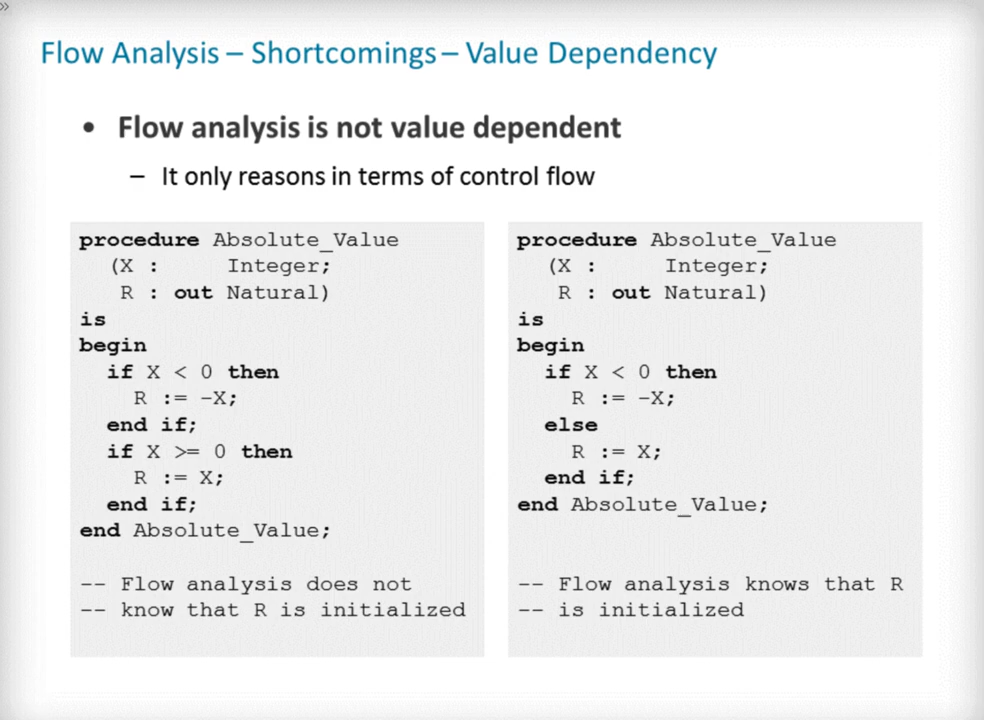 »
Flow Analysis – Shortcomings – Value Dependency
• Flow analysis is not value dependent
– It only reasons in terms of control flow
procedure Absolute_Value
(X :      Integer;
R : out Natural)
is
begin
if X < 0 then
R := -X;
end if;
if X >= 0 then
R := X;
end if;
end Absolute_Value;
-- Flow analysis does not
-- know that R is initialized
procedure Absolute_Value
(X :      Integer;
R : out Natural)
is
begin
if X < 0 then
R := -X;
else
R := X;
end if;
end Absolute_Value;
-- Flow analysis knows that R
-- is initialized